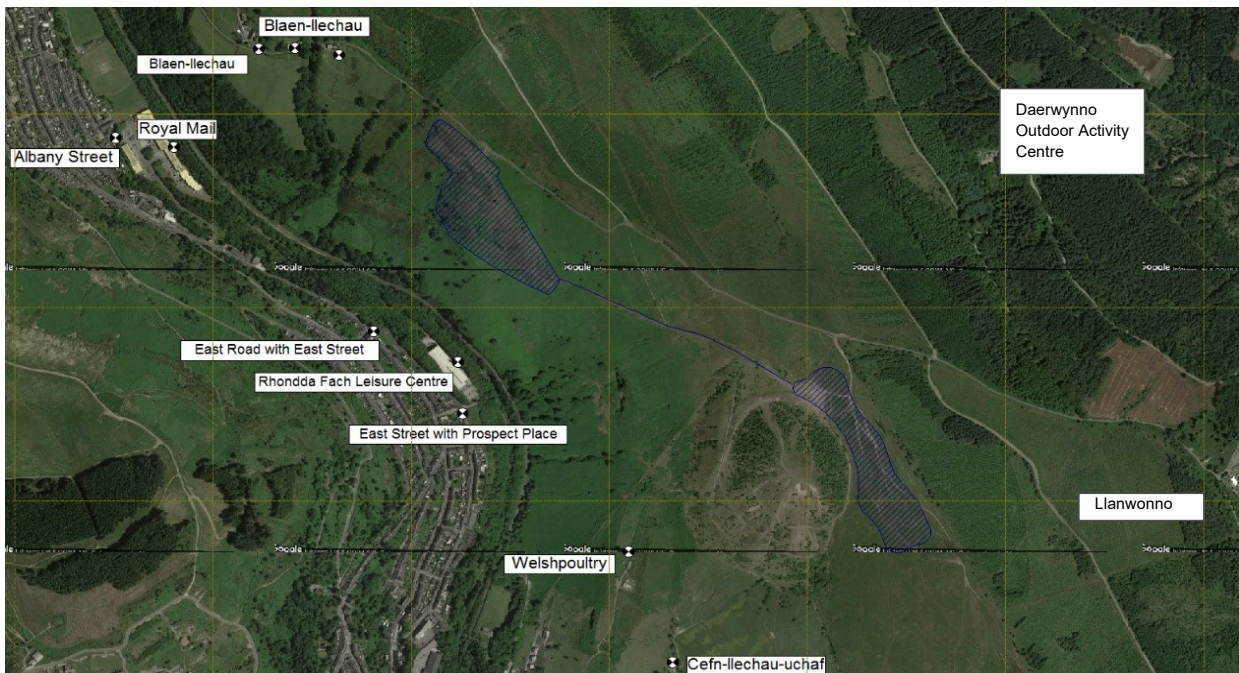 Blaen-llechau
Blaen-llechau
Royal Mail
Albany Street
Daerwynno
Outdoor Activity
Centre
East Road with East Street
Rhondda Fach Leisure Centre
East Street with Prospect Place
Llanwonno
Welshpoultry
Cefn-llechau-uchaf